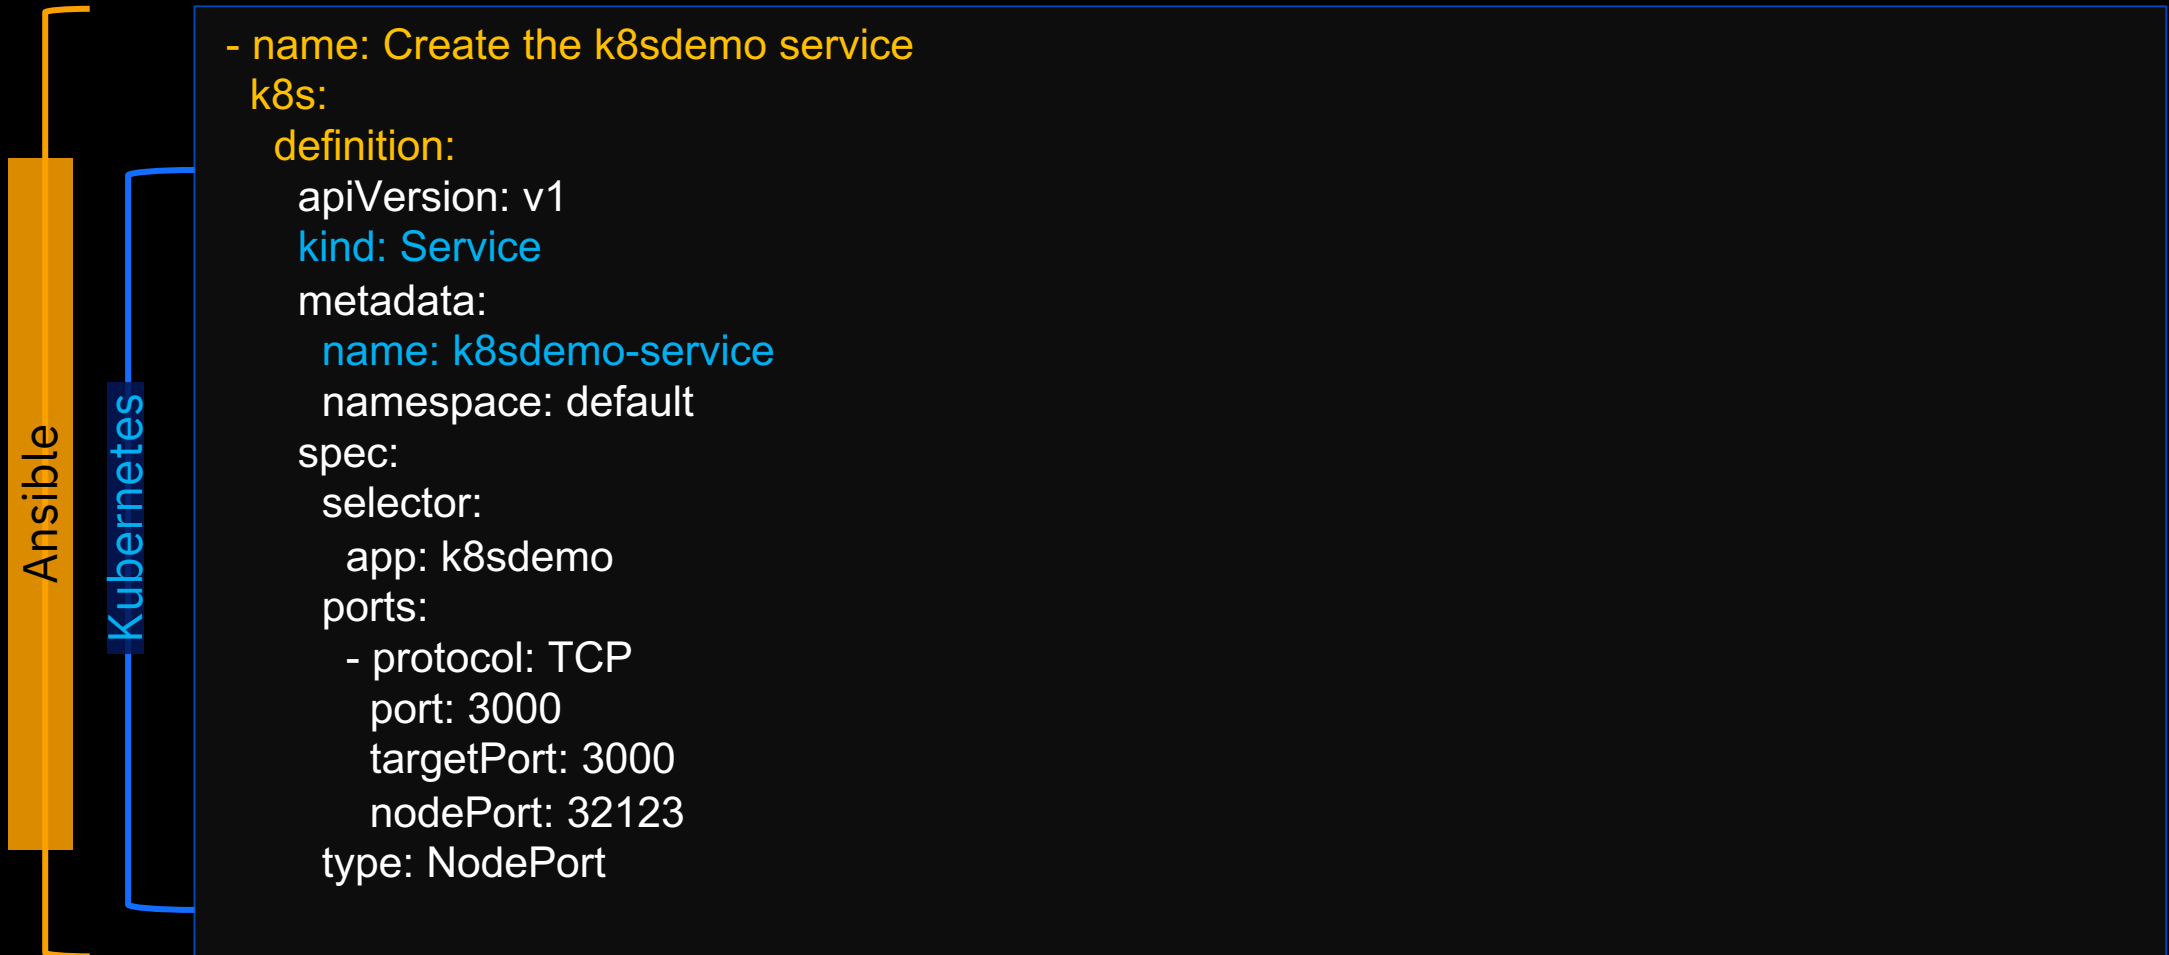 - name: Create the k8sdemo service
k8s:
definition:
apiVersion: v1
kind: Service
metadata:
name: k8sdemo-service
namespace: default
spec:
selector:
app: k8sdemo
ports:
- protocol: TCP
port: 3000
targetPort: 3000
nodePort: 32123
type: NodePort
Ansible
Kubernetes